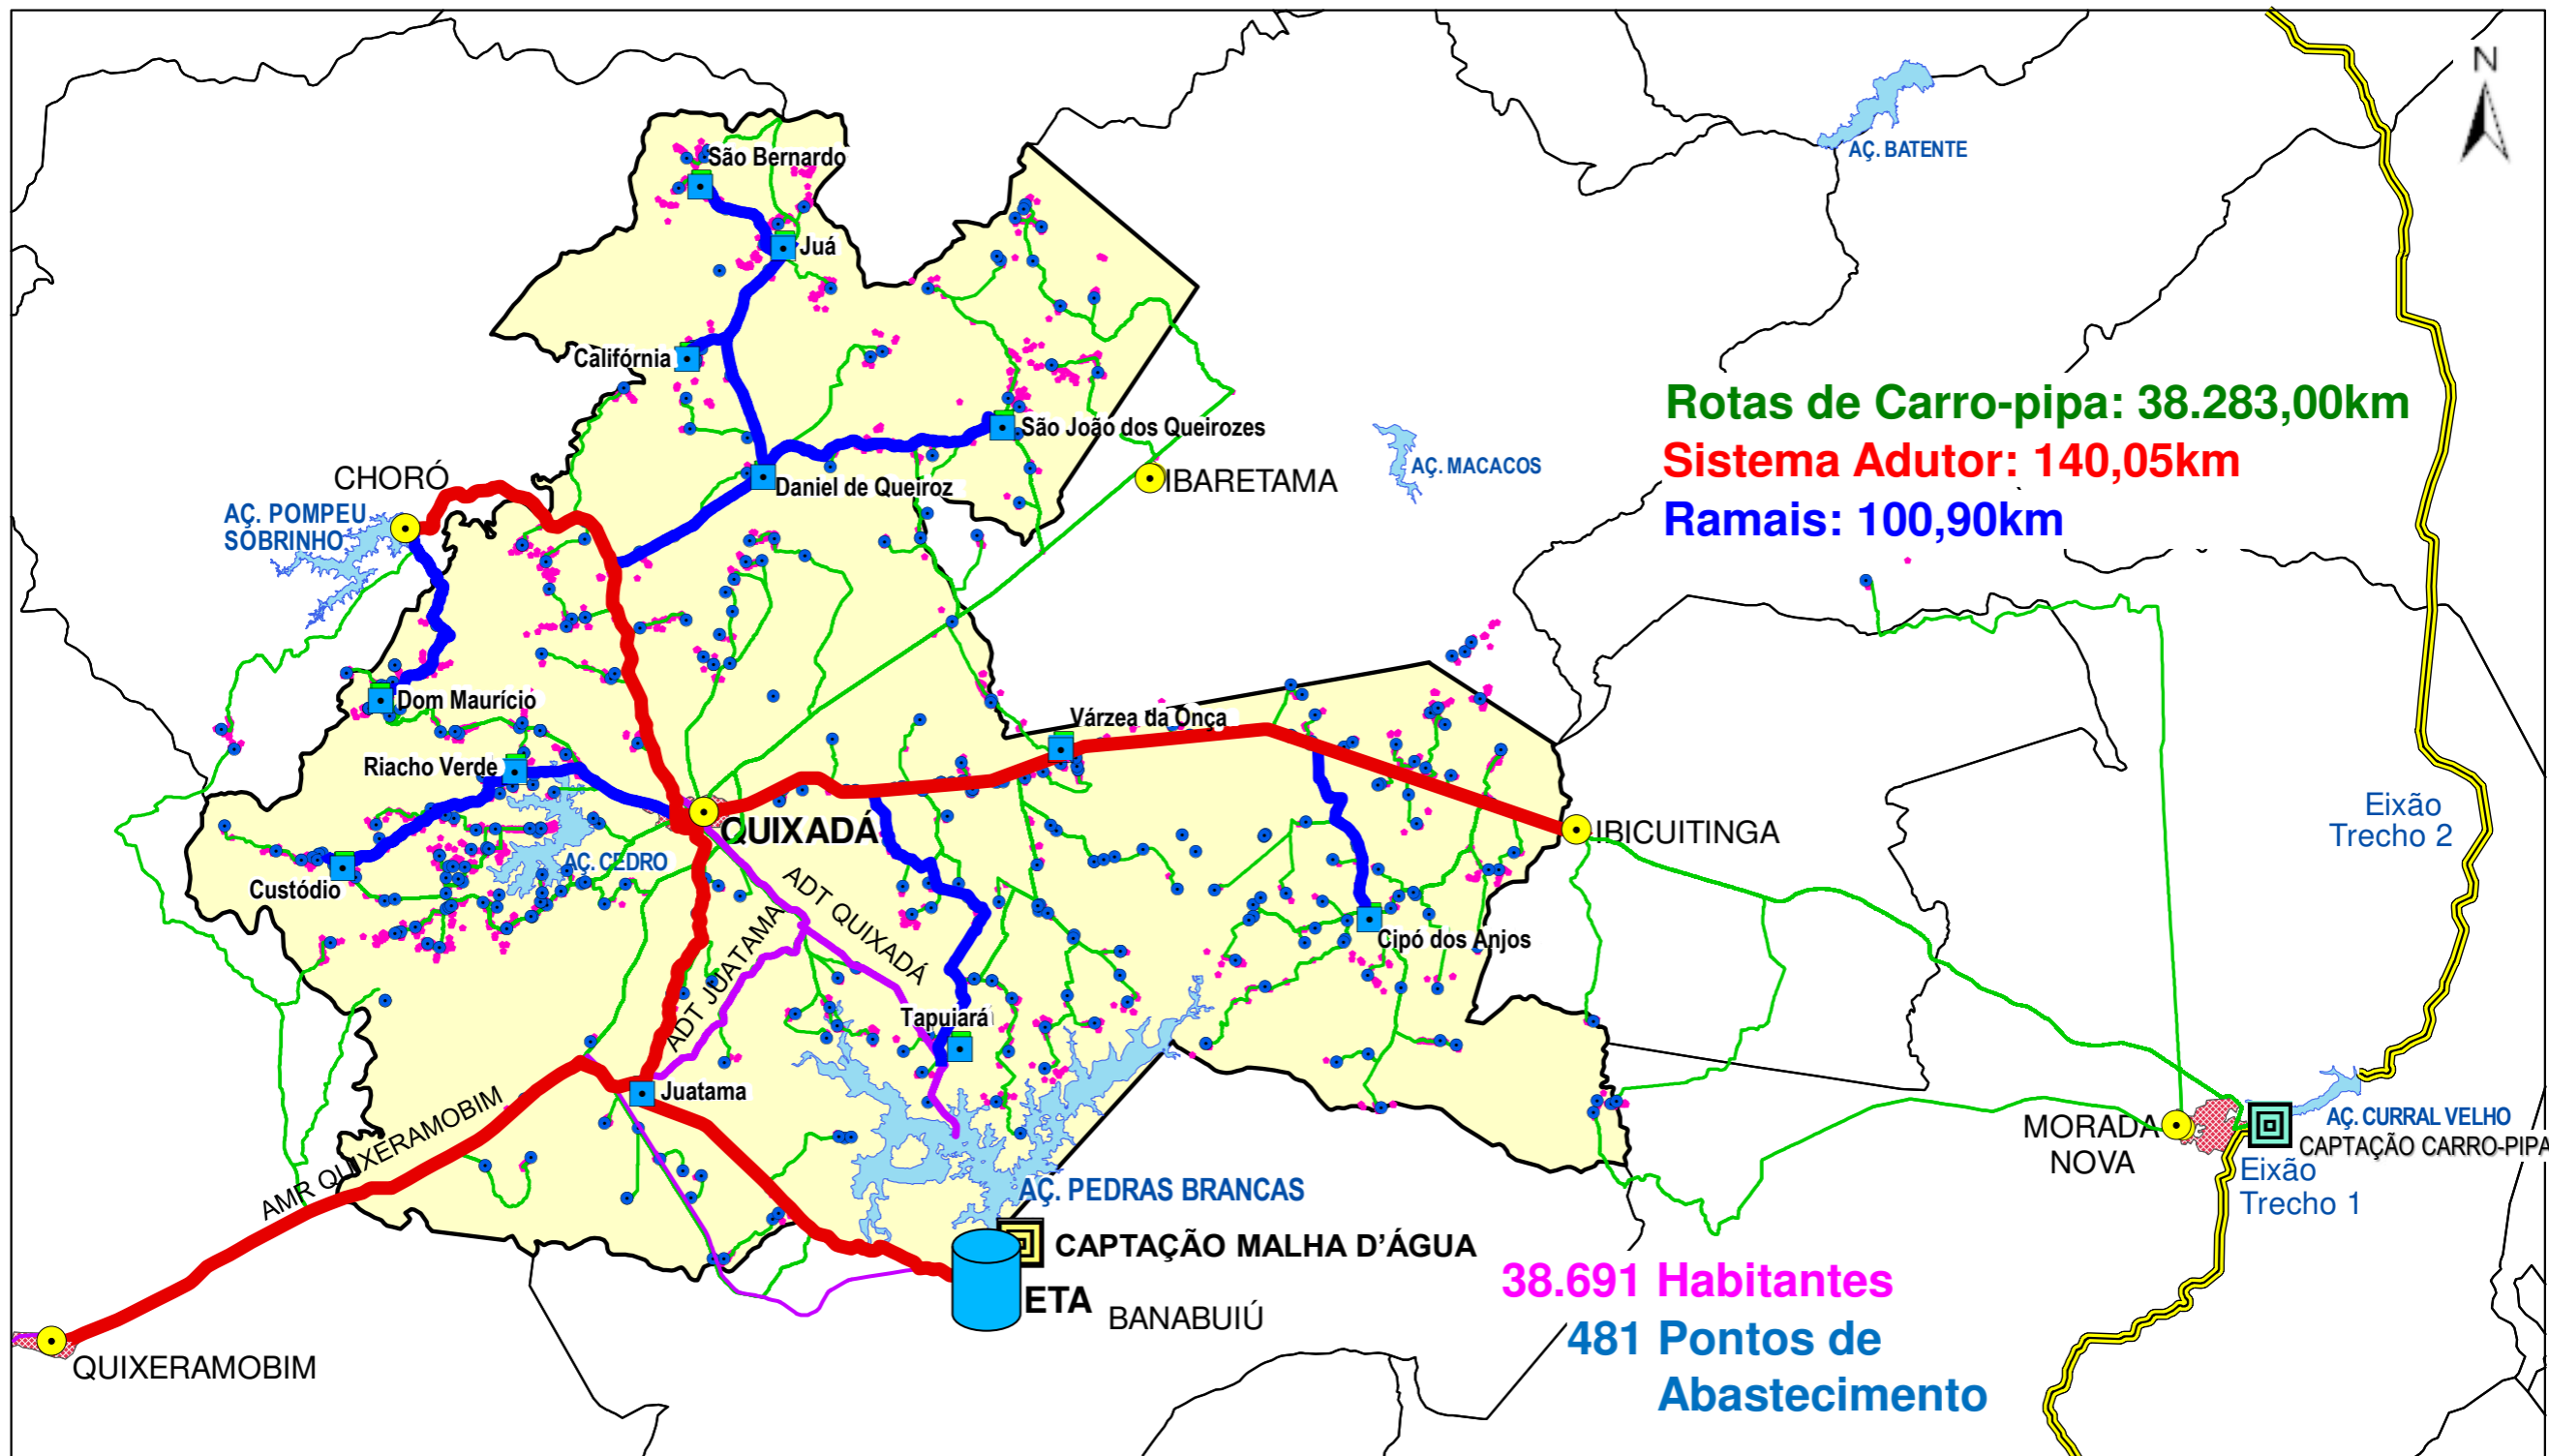 N
São Bernardo
AÇ. BATENTE
Juá
Califórnia
Rotas de Carro-pipa: 38.283,00km
São João dos Queirozes
Sistema Adutor: 140,05km
AÇ. MACACOS
CHORÓ
IBARETAMA
Daniel de Queiroz
Ramais: 100,90km
AÇ. POMPEU
SOBRINHO
Dom Maurício
Várzea da Onça
Riacho Verde
Eixão
Trecho 2
QUIXADÁ
IBICUITINGA
AÇ. CEDRO
Custódio
ADT QUIXADÁ
ADT JUATAMA
Cipó dos Anjos
Tapuiará
Juatama
AMR QUIXERAMOBIM
MORADA
NOVA
AÇ. CURRAL VELHO
CAPTAÇÃO CARRO-PIPA
Eixão
Trecho 1
AÇ. PEDRAS BRANCAS
CAPTAÇÃO MALHA D'ÁGUA
38.691 Habitantes
ETA
BANABUIÚ
481 Pontos de
Abastecimento
QUIXERAMOBIM